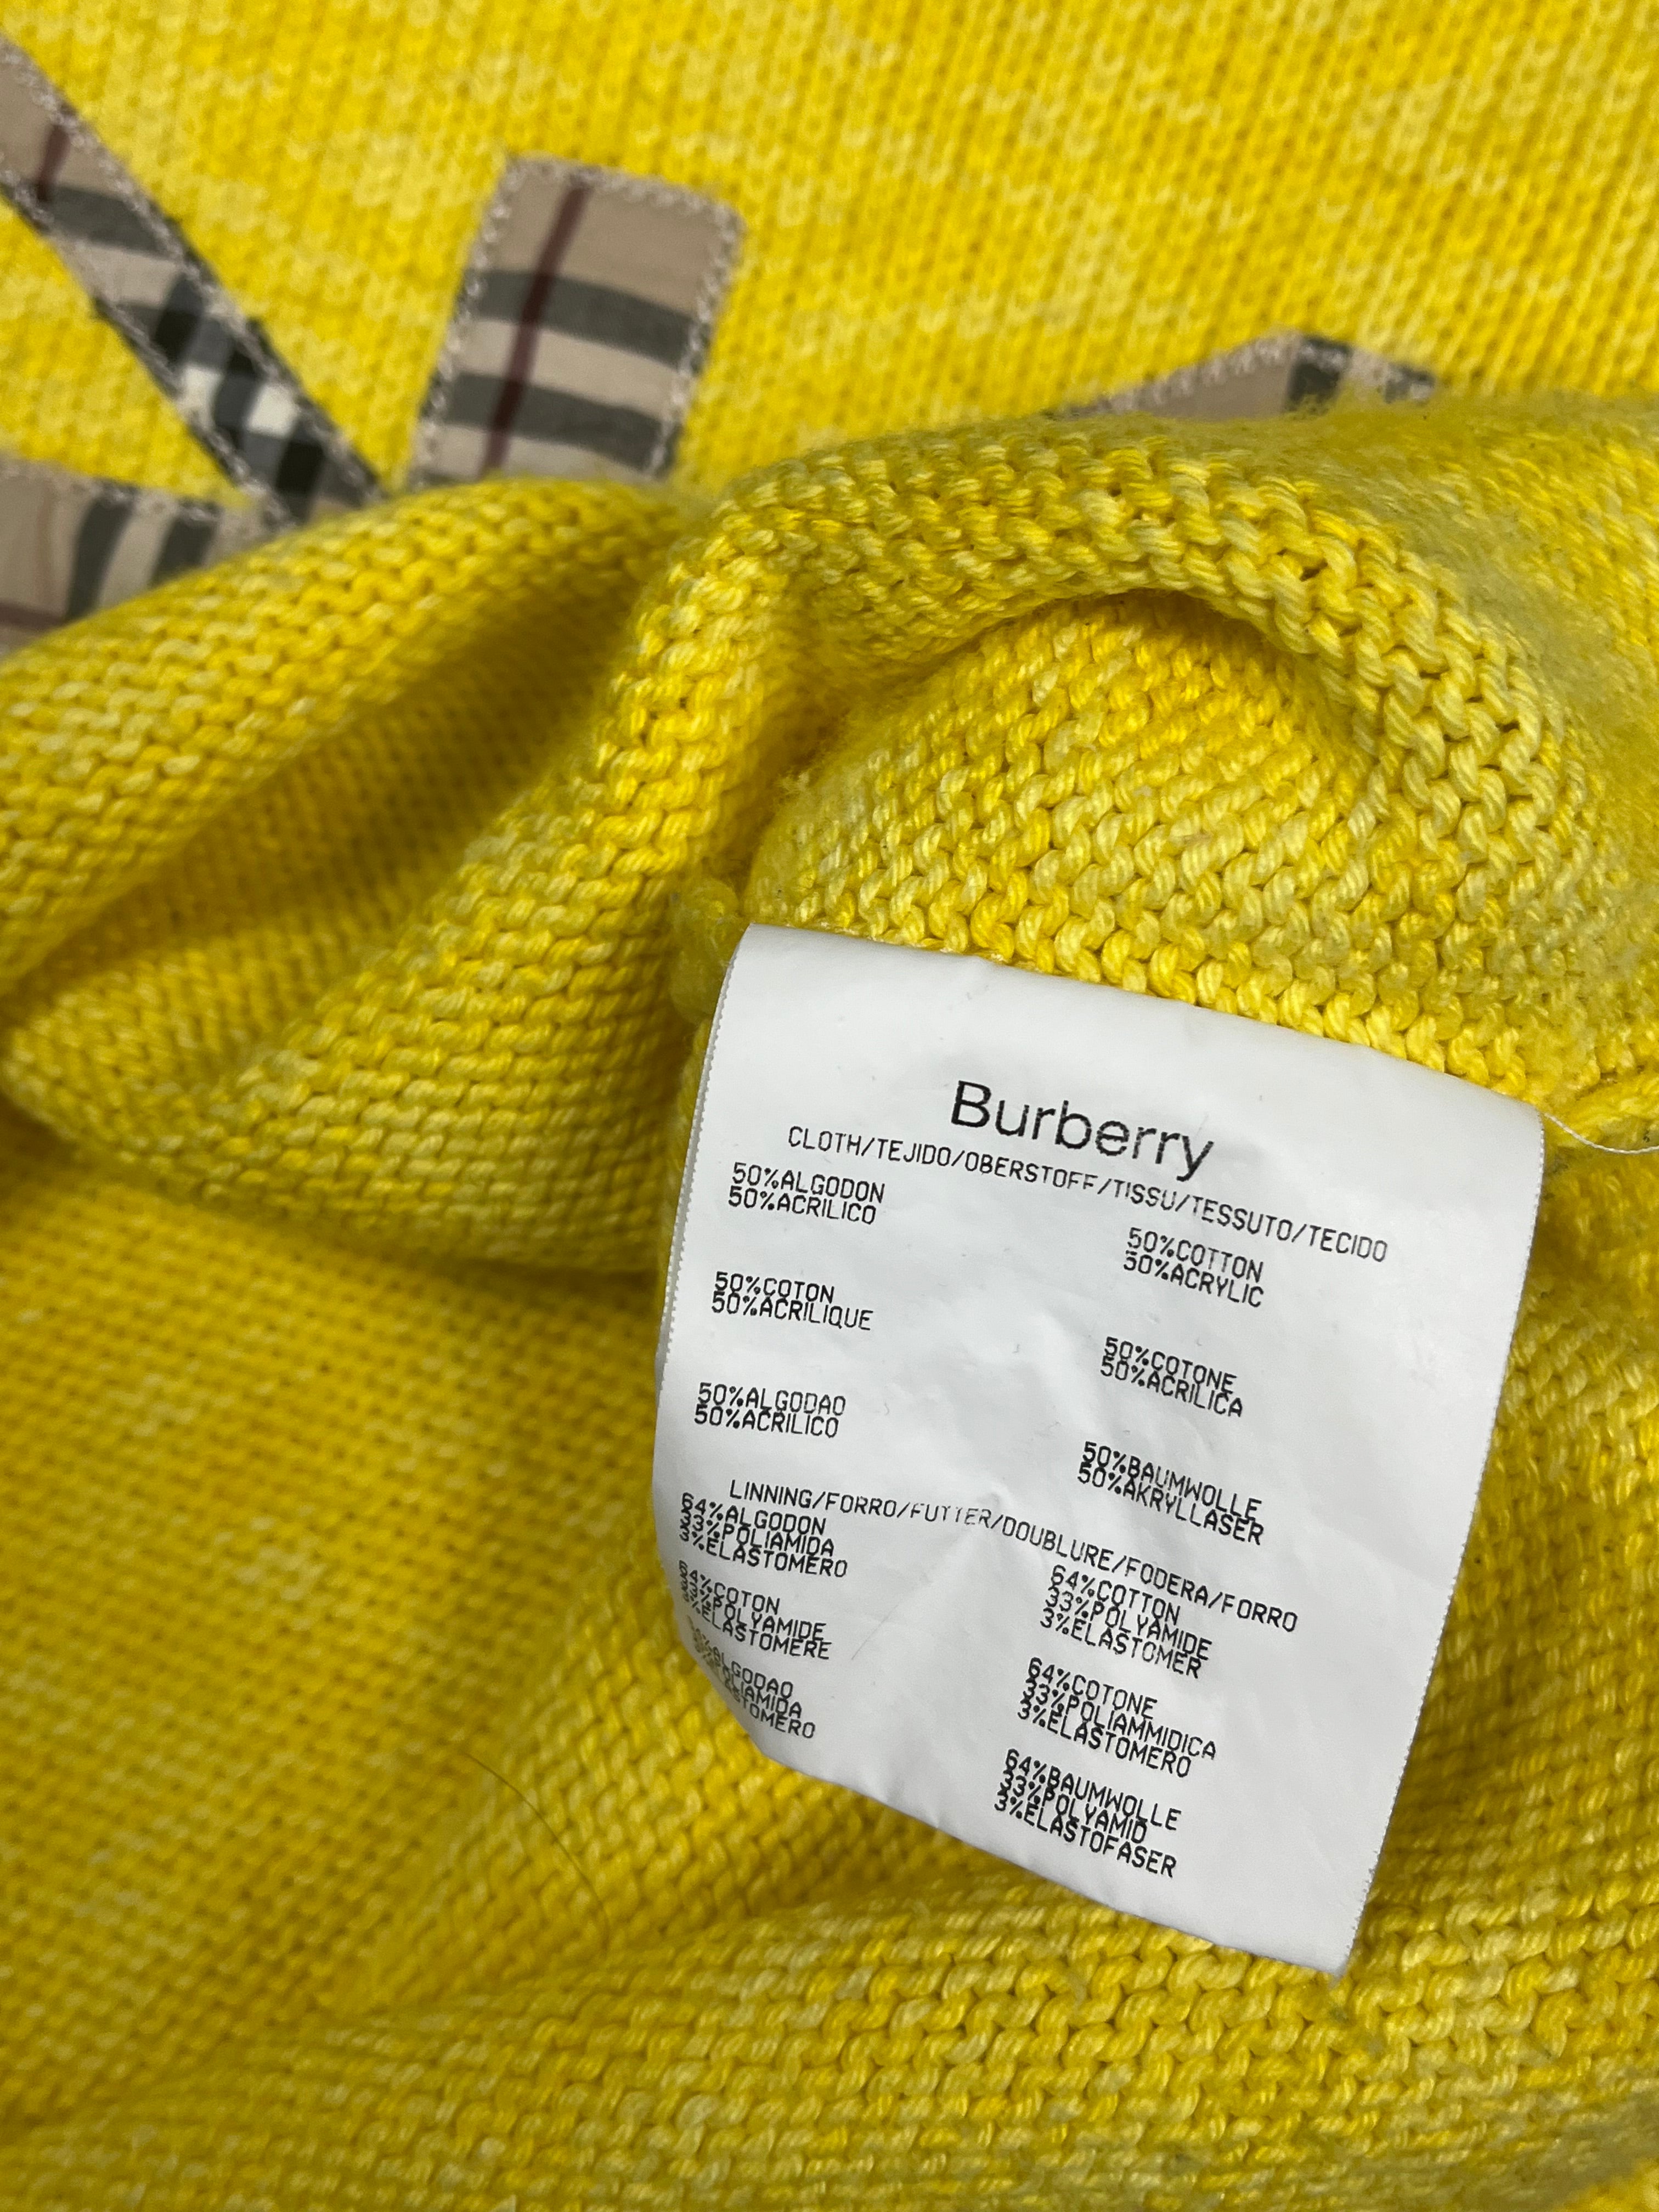 Burberry
CLOTH/TEJIDO/OBERSTOFF/TISSU/TESSUTO/TECIDO
50%ALGODON
50%ACRILICO
50%COTTON
50%ACRYLIC
50%COTON
50%ACRILIQUE
50%COTONE
50%ACRILICA
50%ALGODAO
50%ACRILICO
50%BAUMWOLLE
50%AKRYLLASER
LINNING/FORRO/FUTTER/DOUBLURE/FODERA/FORRO
64%ALGODON
33%POLIAMIDA
3%ELASTOMERO
64%COTTON
33%POLYAMIDE
3%ELASTOMER
64%COTON
33%POLYAMIDE
3%ELASTOMERE
64%COTONE
33%POLIAMMIDICA
3%ELASTOMERO
ALGODAO
64%BAUMWOLLE
33%POLYAMID
3%ELASTOFASER